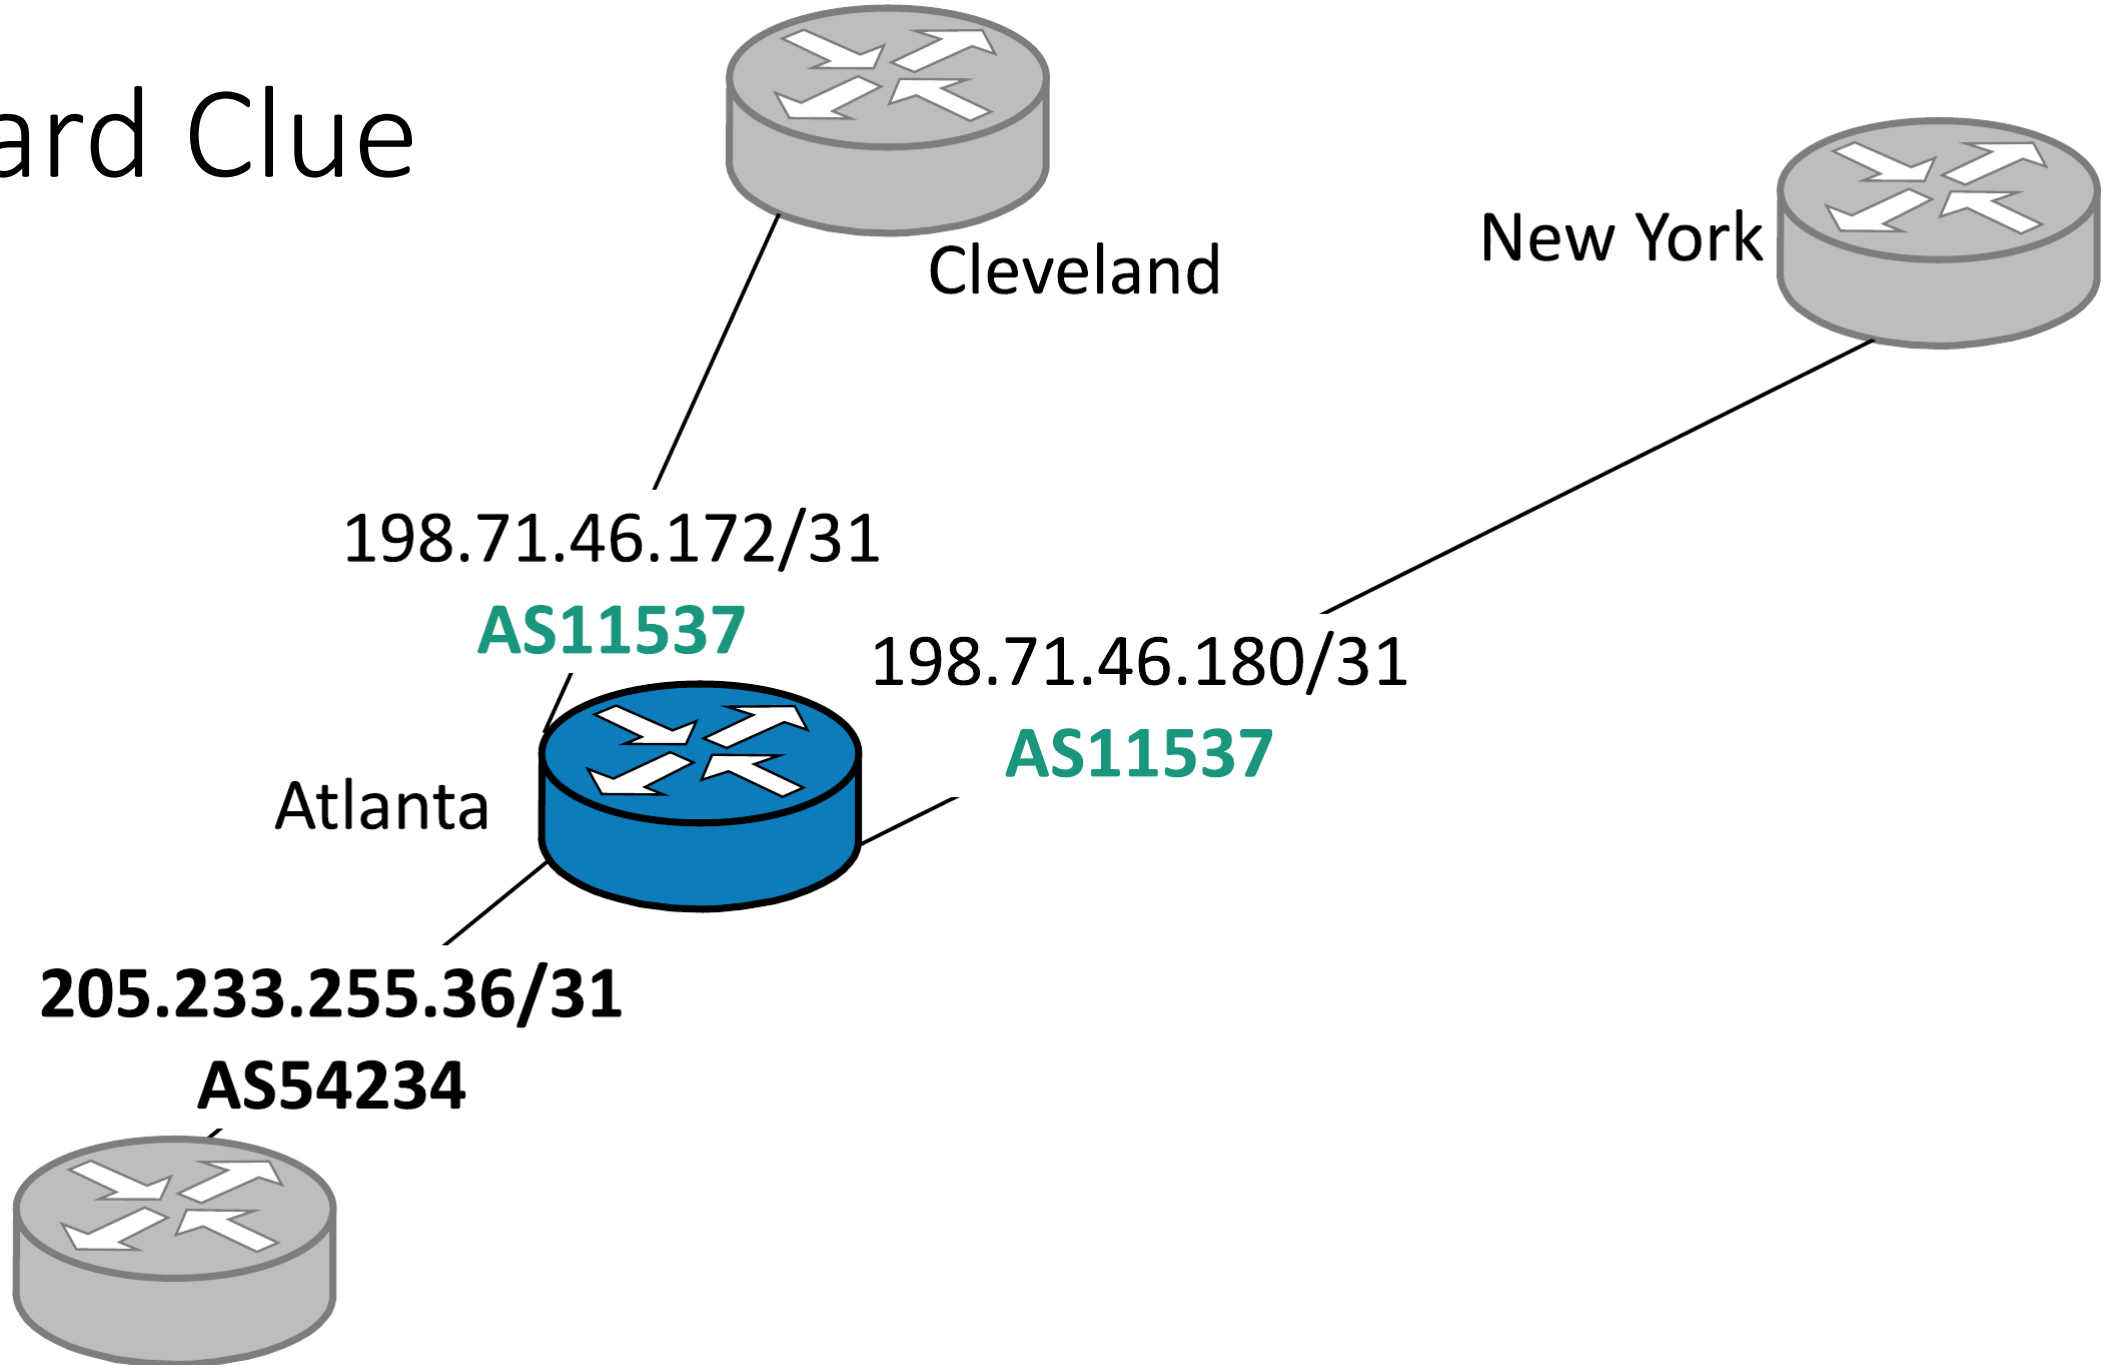 ard Clue
Cleveland
New York
198.71.46.172/31
AS11537
198.71.46.180/31
AS11537
Atlanta
205.233.255.36/31
AS54234